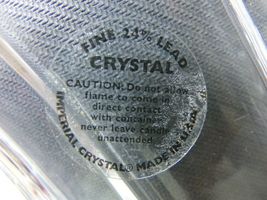 FINE 24% LEAD
CRYSTAL
CAUTION: Do not allow
flame to come in
direct contact
with container
never leave candle
unattended
IMPERIAL CRYSTAL® MADE IN U.S.A.